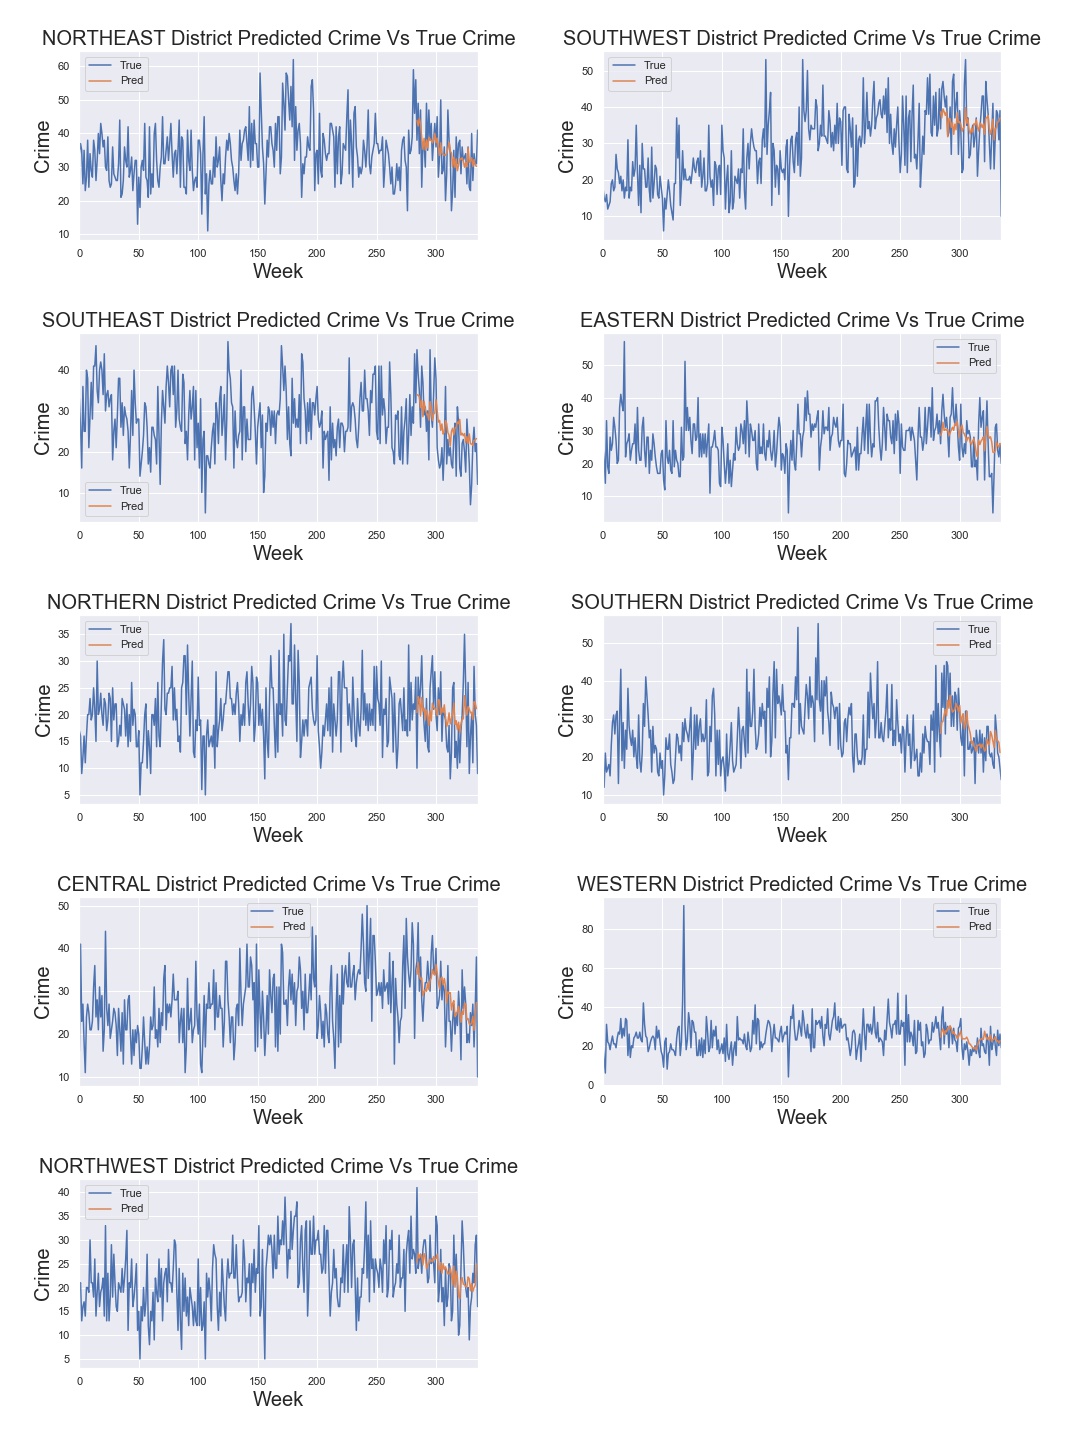 NORTHEAST District Predicted Crime Vs True Crime
60
50
40
30
20
10
True
Pred
Crime
0 50 100 150 200 250 300
Week
SOUTHWEST District Predicted Crime Vs True Crime
50
40
30
20
10
True
Pred
Crime
0 50 100 150 200 250 300
Week
SOUTHEAST District Predicted Crime Vs True Crime
40
30
20
10
True
Pred
Crime
0 50 100 150 200 250 300
Week
EASTERN District Predicted Crime Vs True Crime
50
40
30
20
10
True
Pred
Crime
0 50 100 150 200 250 300
Week
NORTHERN District Predicted Crime Vs True Crime
35
30
25
20
15
10
5
True
Pred
Crime
0 50 100 150 200 250 300
Week
SOUTHERN District Predicted Crime Vs True Crime
50
40
30
20
10
True
Pred
Crime
0 50 100 150 200 250 300
Week
CENTRAL District Predicted Crime Vs True Crime
50
40
30
20
10
True
Pred
Crime
0 50 100 150 200 250 300
Week
WESTERN District Predicted Crime Vs True Crime
80
60
40
20
0
True
Pred
Crime
0 50 100 150 200 250 300
Week
NORTHWEST District Predicted Crime Vs True Crime
40
35
30
25
20
15
10
5
True
Pred
Crime
0 50 100 150 200 250 300
Week